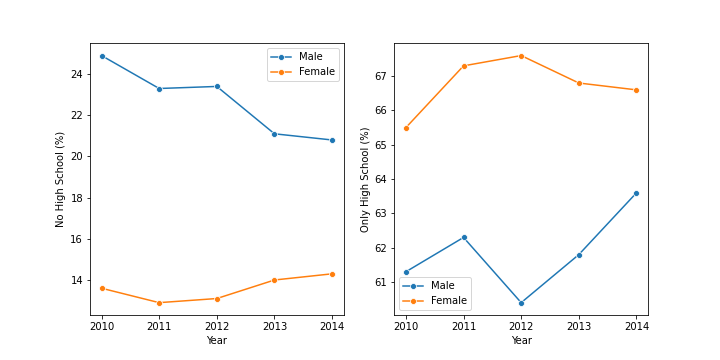 No High School (%)
24
22
20
18
16
14
2010 2011 2012 2013 2014
Year
Male
Female
Only High School (%)
67
66
65
64
63
62
61
2010 2011 2012 2013 2014
Year
Male
Female